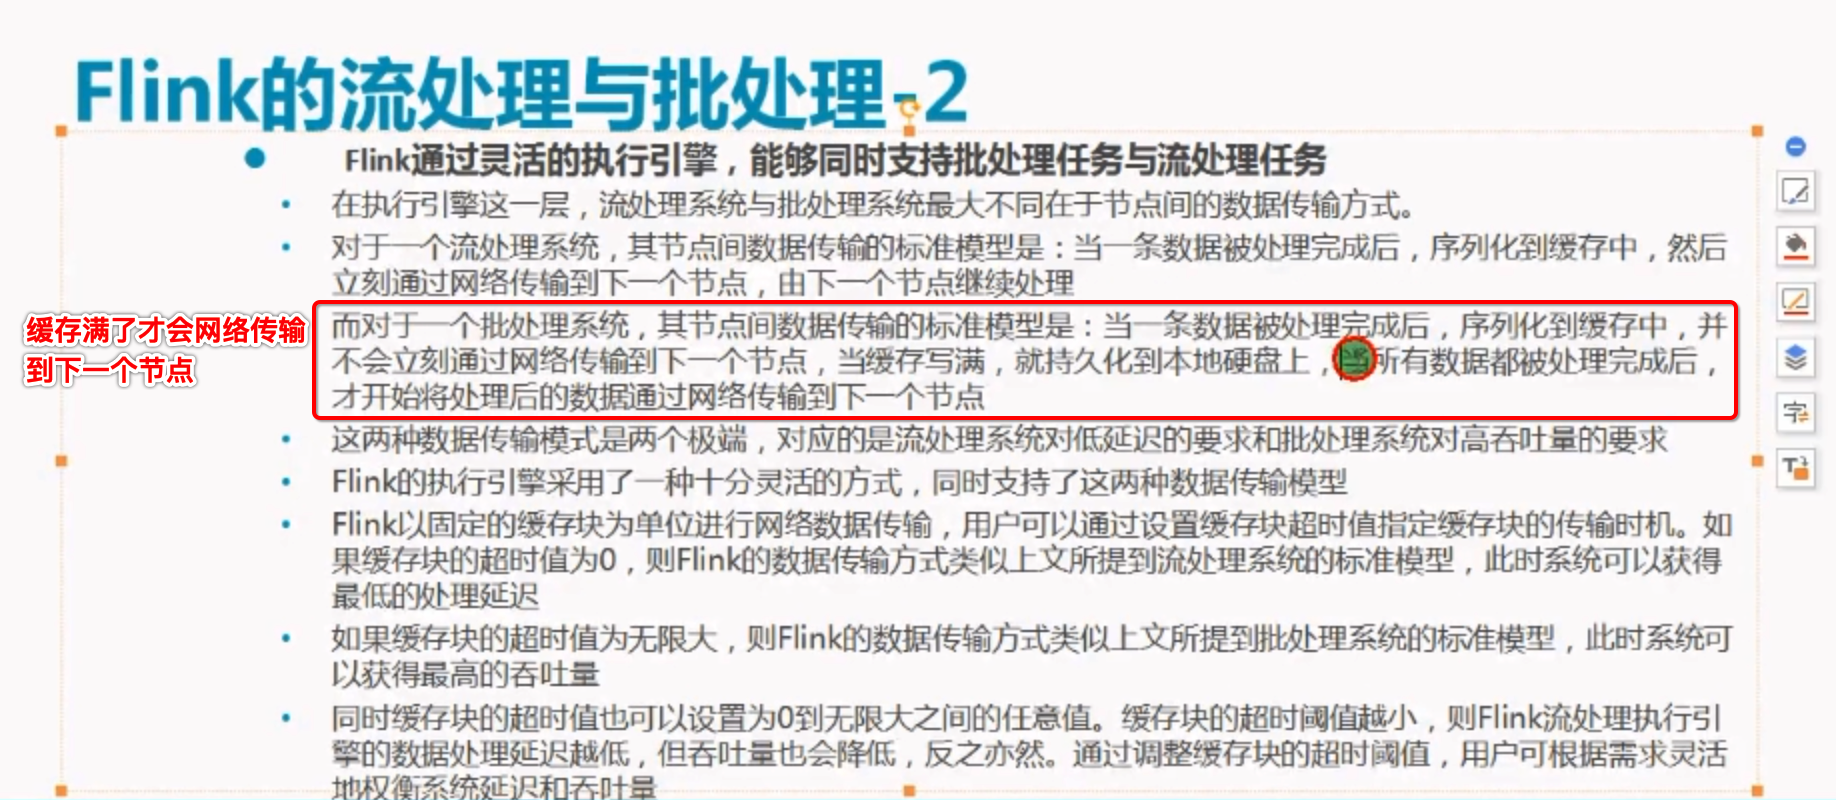 Flink的流处理与批处理-2
Flink通过灵活的执行引擎，能够同时支持批处理任务与流处理任务
在执行引擎这一层，流处理系统与批处理系统最大不同在于节点间的数据传输方式。
对于一个流处理系统，其节点间数据传输的标准模型是：当一条数据被处理完成后，序列化到缓存中，然后
立刻通过网络传输到下一个节点，由下一个节点继续处理
缓存满了才会网络传输
到下一个节点
而对于一个批处理系统，其节点间数据传输的标准模型是：当一条数据被处理完成后，序列化到缓存中，并
不会立刻通过网络传输到下一个节点，当缓存写满，就持久化到本地硬盘上，当所有数据都被处理完成后，
才开始将处理后的数据通过网络传输到下一个节点
这两种数据传输模式是两个极端，对应的是流处理系统对低延迟的要求和批处理系统对高吞吐量的要求
Flink的执行引擎采用了一种十分灵活的方式，同时支持了这两种数据传输模型
Flink以固定的缓存块为单位进行网络数据传输，用户可以通过设置缓存块超时值指定缓存块的传输时机。如
果缓存块的超时值为0，则Flink的数据传输方式类似上文所提到流处理系统的标准模型，此时系统可以获得
最低的处理延迟
如果缓存块的超时值为无限大，则Flink的数据传输方式类似上文所提到批处理系统的标准模型，此时系统可
以获得最高的吞吐量
同时缓存块的超时值也可以设置为0到无限大之间的任意值。缓存块的超时阈值越小，则Flink流处理执行引
擎的数据处理延迟越低，但吞吐量也会降低，反之亦然。通过调整缓存块的超时阈值，用户可根据需求灵活
地权衡系统延迟和吞吐量